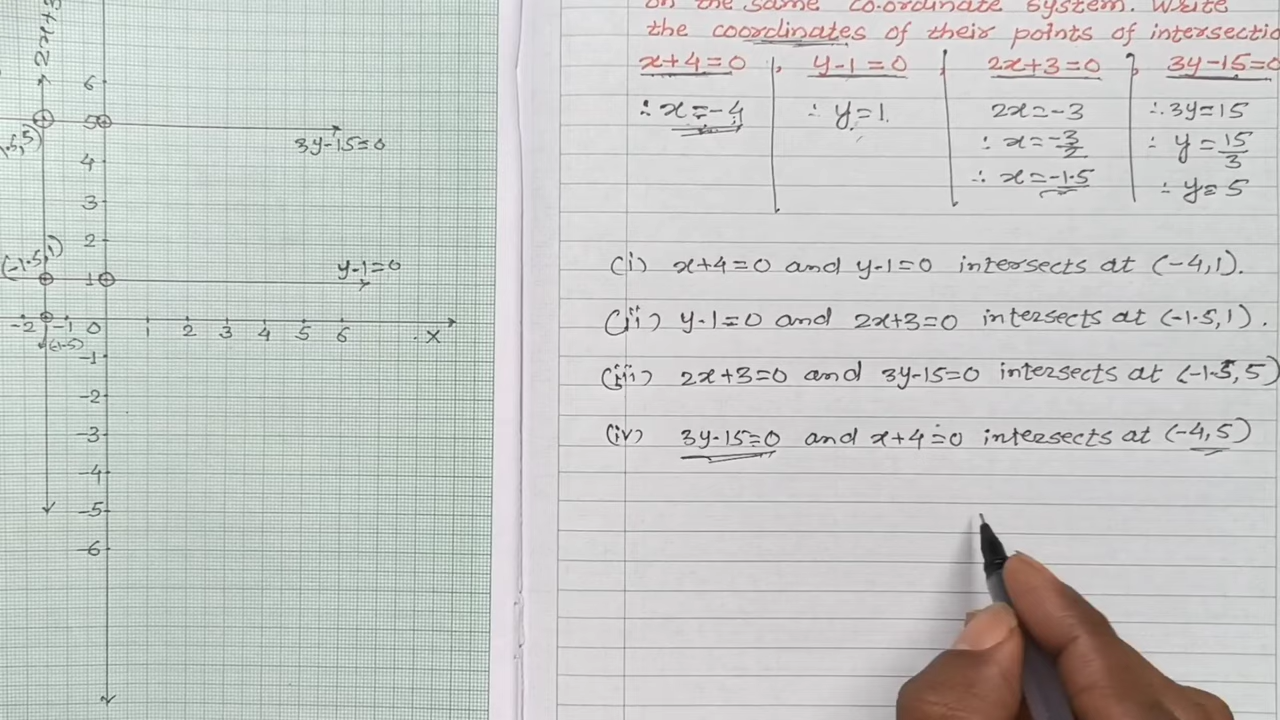 2x+3
6
5
4
3
2
1
,5)
3y-15=0
(-1.5,1)
y-1=0
-2 -1 0 1 2 3 4 5 6 X
(-1.5)
-1
-2
-3
-4
-5
-6
on the same co-ordinate system. Write
the coordinates of their points of intersectio
x+4=0, y-1=0, 2x+3=0, 3y-15=0
∴ x=-4 ∴ y=1 2x=-3 ∴ 3y=15
∴ x=-3/2 ∴ y=15/3
∴ x=-1.5 ∴ y=5
(i) x+4=0 and y-1=0 intersects at (-4,1).
(ii) y-1=0 and 2x+3=0 intersects at (-1.5,1).
(iii) 2x+3=0 and 3y-15=0 intersects at (-1.5,5)
(iv) 3y-15=0 and x+4=0 intersects at (-4,5)